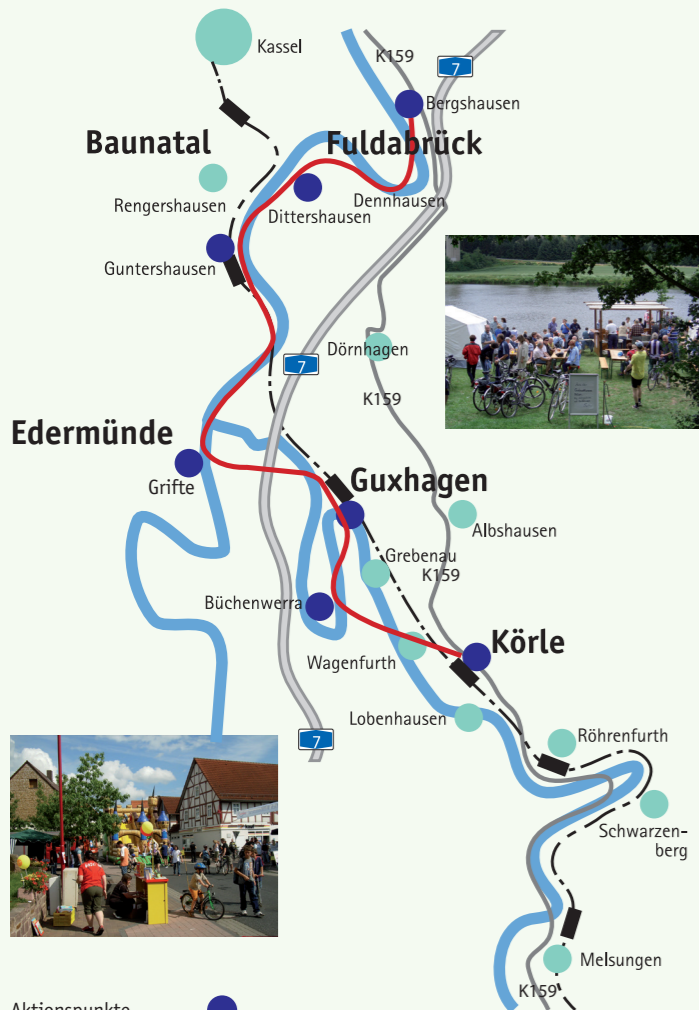 Kassel
K159
7
Bergshausen
Baunatal
Fuldabrück
Rengershausen
Dennhausen
Dittershausen
Guntershausen
Dörnhagen
7
K159
Edermünde
Grifte
Guxhagen
Albshausen
Grebenau
K159
Büchenwerra
Körle
Wagenfurth
Lobenhausen
7
Röhrenfurth
Schwarzen-
berg
Melsungen
K159
Aktionspunkte